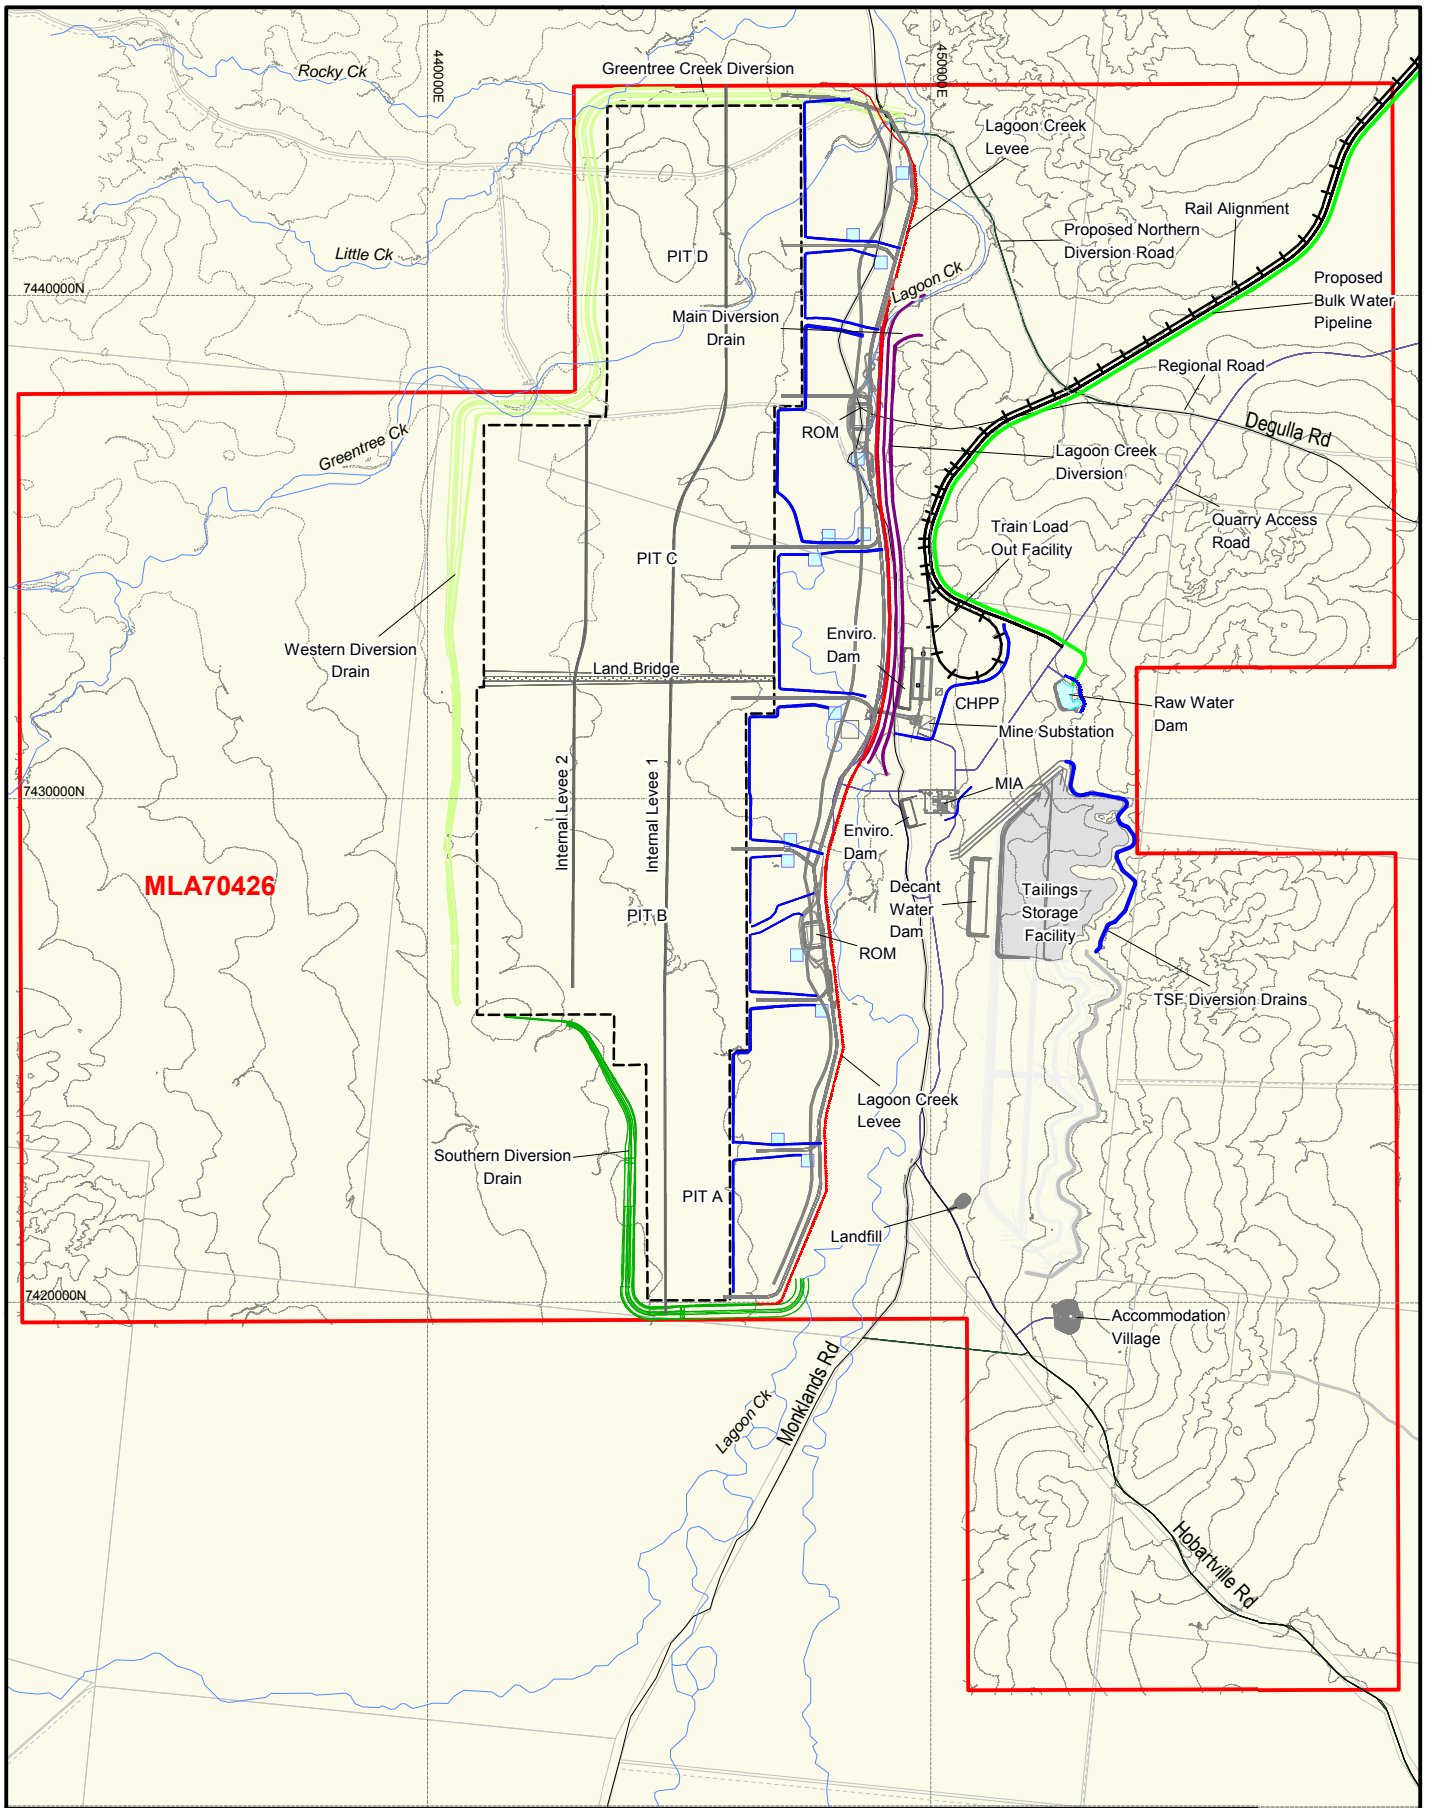 Rocky Ck
440000E
Greentree Creek Diversion
450000E
Lagoon Creek
Levee
Little Ck
PIT D
Rail Alignment
Proposed Northern
Diversion Road
7440000N
Lagoon Ck
Proposed
Bulk Water
Pipeline
Main Diversion
Drain
Regional Road
Degulla Rd
Greentree Ck
ROM
Lagoon Creek
Diversion
Train Load
Out Facility
Quarry Access
Road
PIT C
Western Diversion
Drain
Land Bridge
Enviro.
Dam
CHPP
Raw Water
Dam
Mine Substation
Internal Levee 2
Internal Levee 1
7430000N
MIA
Enviro.
Dam
MLA70426
PIT B
Decant
Water
Dam
Tailings
Storage
Facility
ROM
TSF Diversion Drains
Lagoon Creek
Levee
Southern Diversion
Drain
PIT A
Landfill
7420000N
Accommodation
Village
Lagoon Ck
Monklands Rd
Hobartville Rd